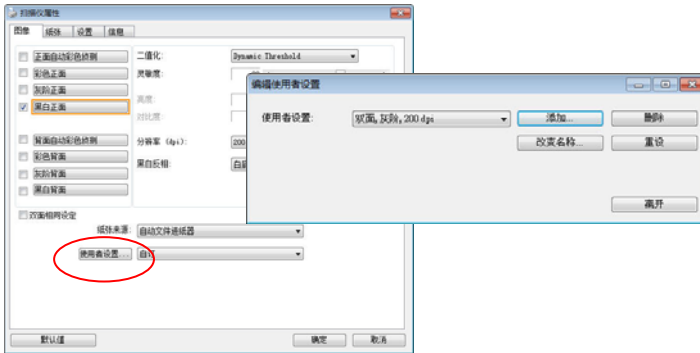 扫描仪属性
图像 纸张 设置 信息
正面自动彩色侦测
彩色正面
灰阶正面
黑白正面
背面自动彩色侦测
彩色背面
灰阶背面
黑白背面
二值化: Dynamic Threshold
灵敏度:
亮度:
对比度:
分辨率 (dpi): 200
黑白反相:
双面相同设定
纸张来源: 自动文件进纸器
使用者设置... 自订
默认值 确定 取消
编辑使用者设置
使用者设置: 双面,灰阶,200 dpi 添加... 删除
改变名称... 重设
离开